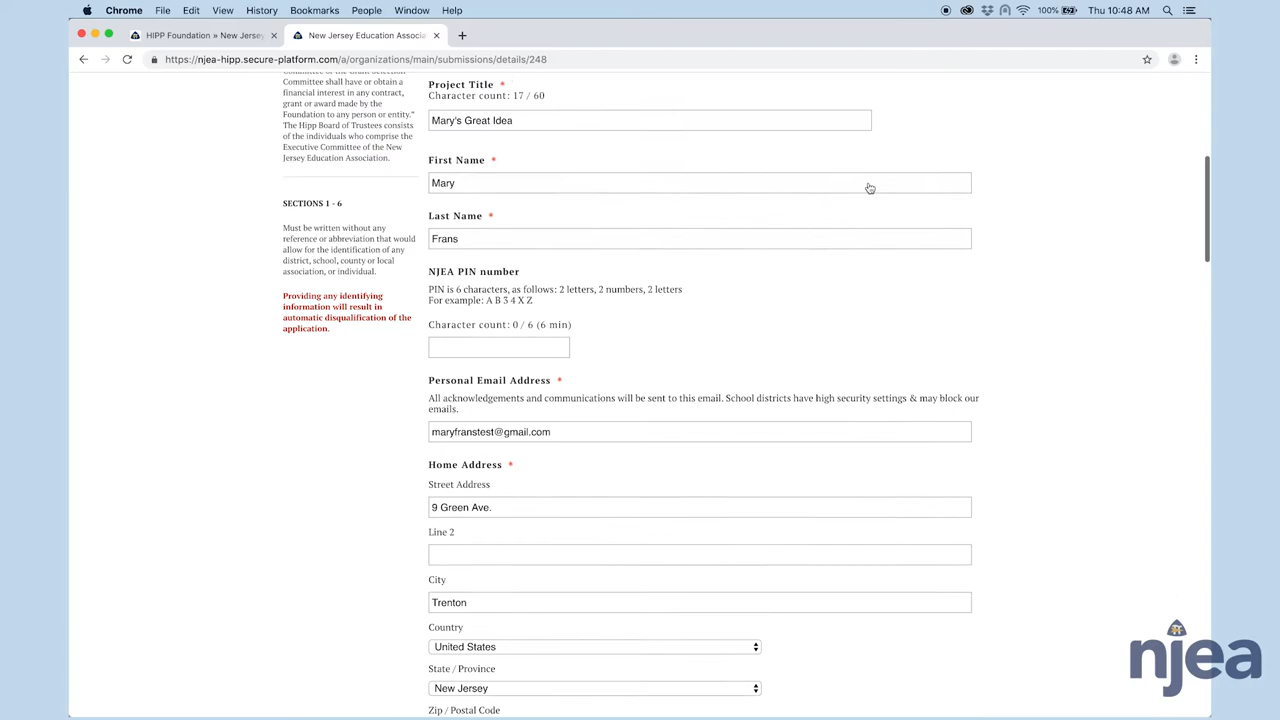 Chrome File Edit View History Bookmarks People Window Help 100% Thu 10:48 AM
HIPP Foundation » New Jersey
New Jersey Education Associa
https://njea-hipp.secure-platform.com/a/organizations/main/submissions/details/248
Committee shall have or obtain a
financial interest in any contract,
grant or award made by the
Foundation to any person or entity."
The Hipp Board of Trustees consists
of the individuals who comprise the
Executive Committee of the New
Jersey Education Association.
SECTIONS 1 - 6
Must be written without any
reference or abbreviation that would
allow for the identification of any
district, school, county or local
association, or individual.
Providing any identifying
information will result in
automatic disqualification of the
application.
Project Title *
Character count: 17 / 60
Mary's Great Idea
First Name *
Mary
Last Name *
Frans
NJEA PIN number
PIN is 6 characters, as follows: 2 letters, 2 numbers, 2 letters
For example: A B 3 4 X Z
Character count: 0 / 6 (6 min)
Personal Email Address *
All acknowledgements and communications will be sent to this email. School districts have high security settings & may block our
emails.
maryfranstest@gmail.com
Home Address *
Street Address
9 Green Ave.
Line 2
City
Trenton
Country
United States
State / Province
New Jersey
Zip / Postal Code
njea